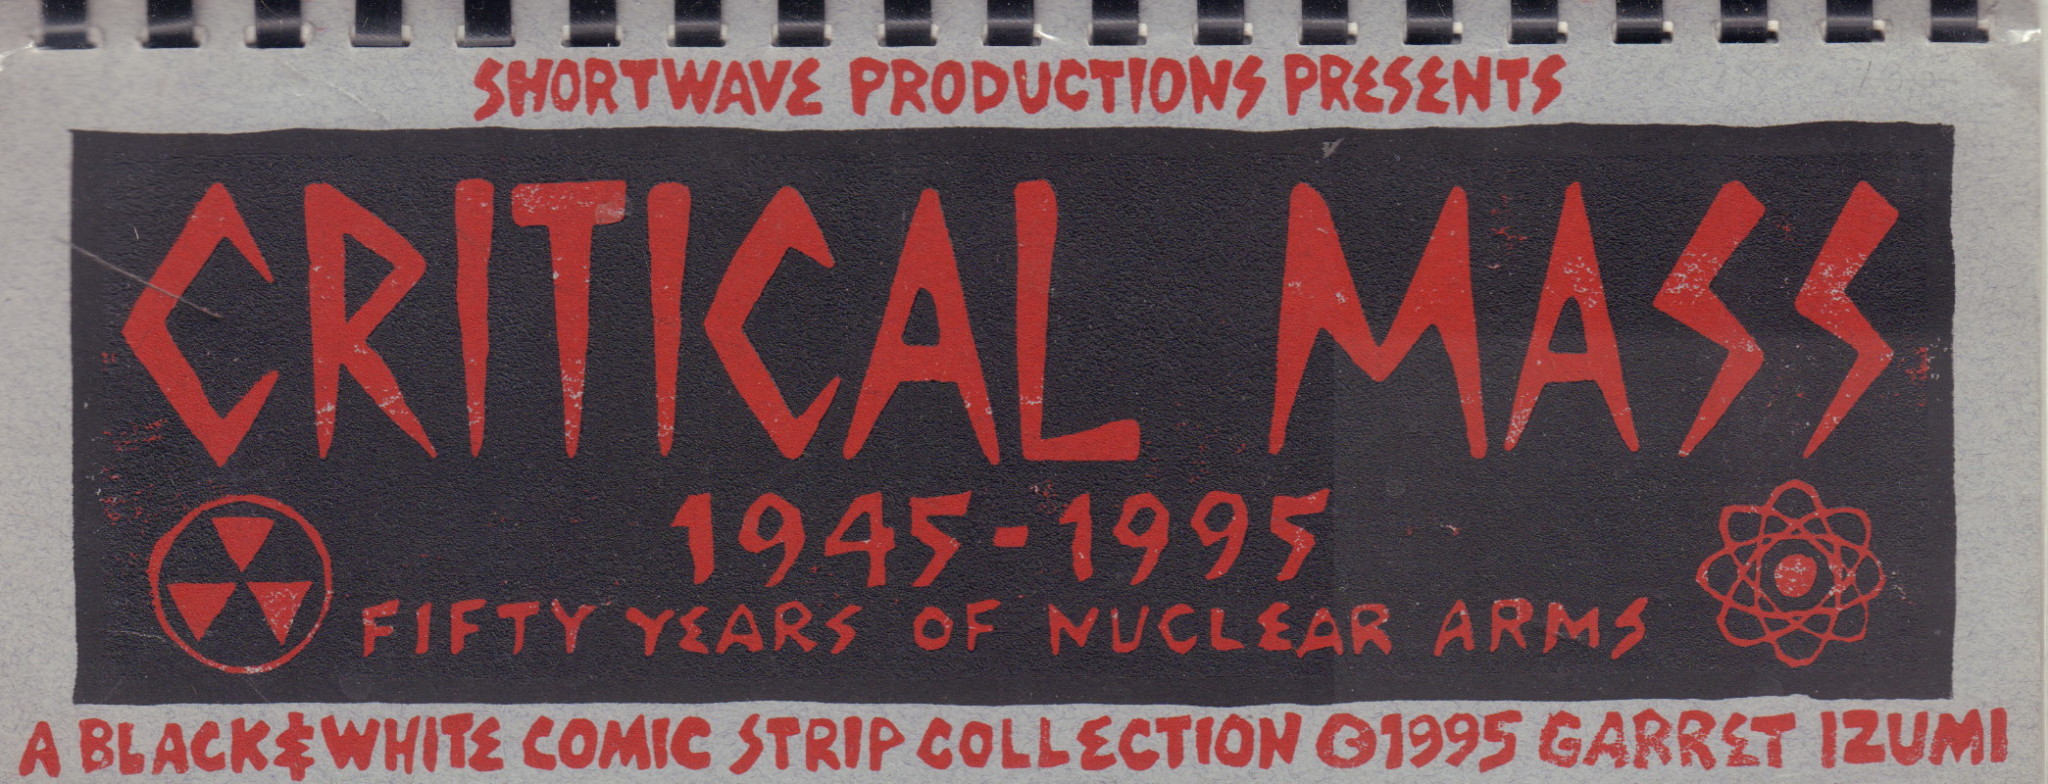 SHORTWAVE PRODUCTIONS PRESENTS
CRITICAL MASS
1945-1995
FIFTY YEARS OF NUCLEAR ARMS
A BLACK&WHITE COMIC STRIP COLLECTION ©1995 GARRET IZUMI